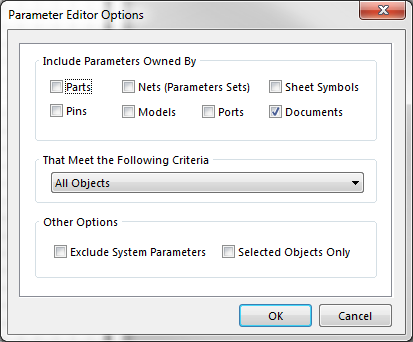 Parameter Editor Options
Include Parameters Owned By
Parts Nets (Parameters Sets) Sheet Symbols
Pins Models Ports Documents
That Meet the Following Criteria
All Objects
Other Options
Exclude System Parameters Selected Objects Only
OK Cancel